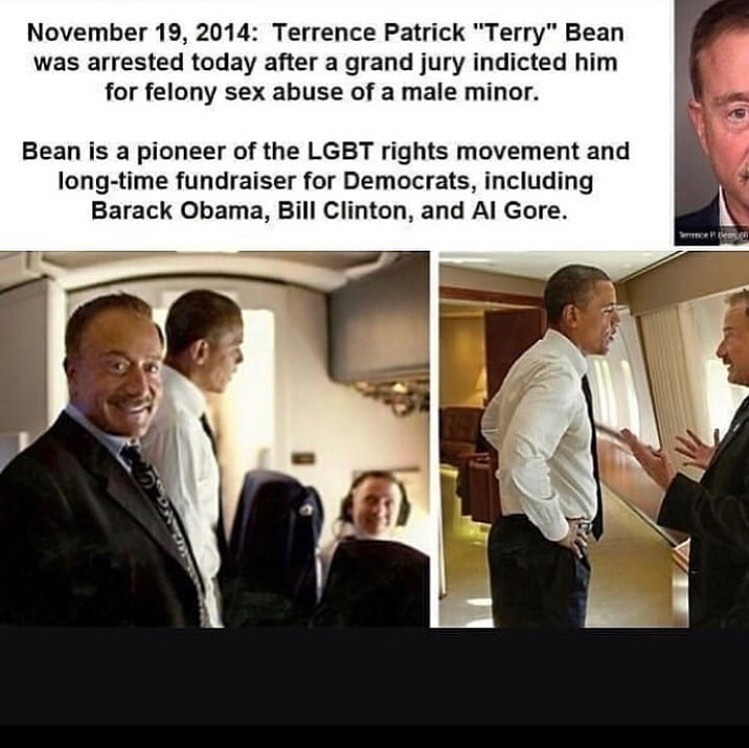 November 19, 2014: Terrence Patrick "Terry" Bean
was arrested today after a grand jury indicted him
for felony sex abuse of a male minor.
Bean is a pioneer of the LGBT rights movement and
long-time fundraiser for Democrats, including
Barack Obama, Bill Clinton, and Al Gore.
Terrence P. Bean